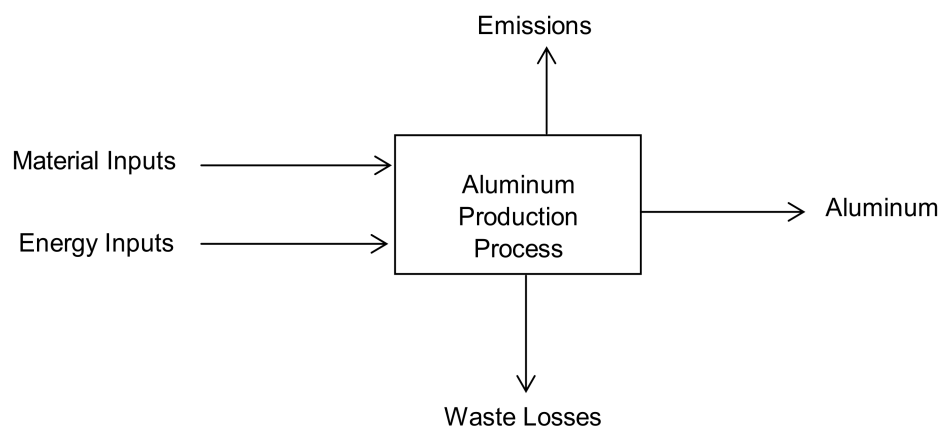 Emissions
Material Inputs
Aluminum
Production
Process
Aluminum
Energy Inputs
Waste Losses